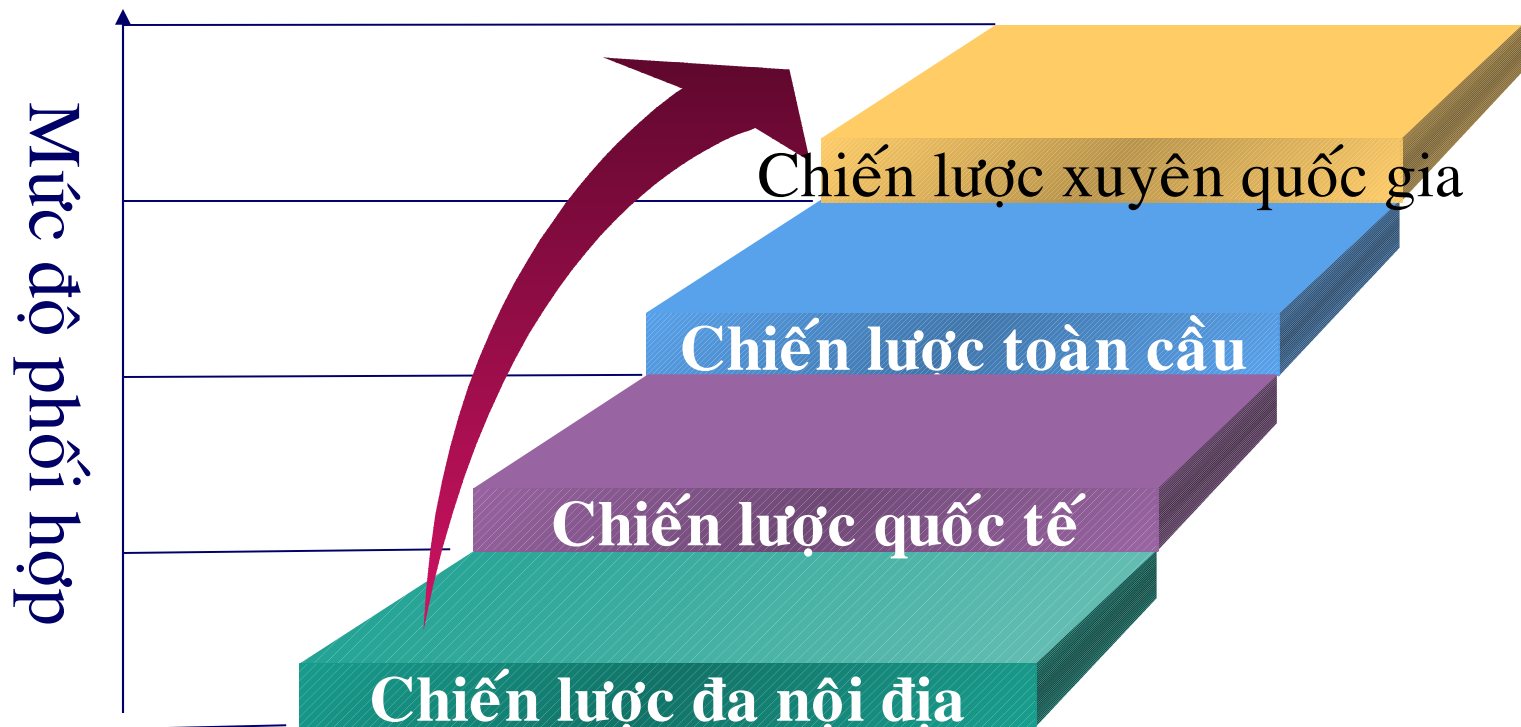 Mức độ phối hợp
Chiến lược xuyên quốc gia
Chiến lược toàn cầu
Chiến lược quốc tế
Chiến lược đa nội địa